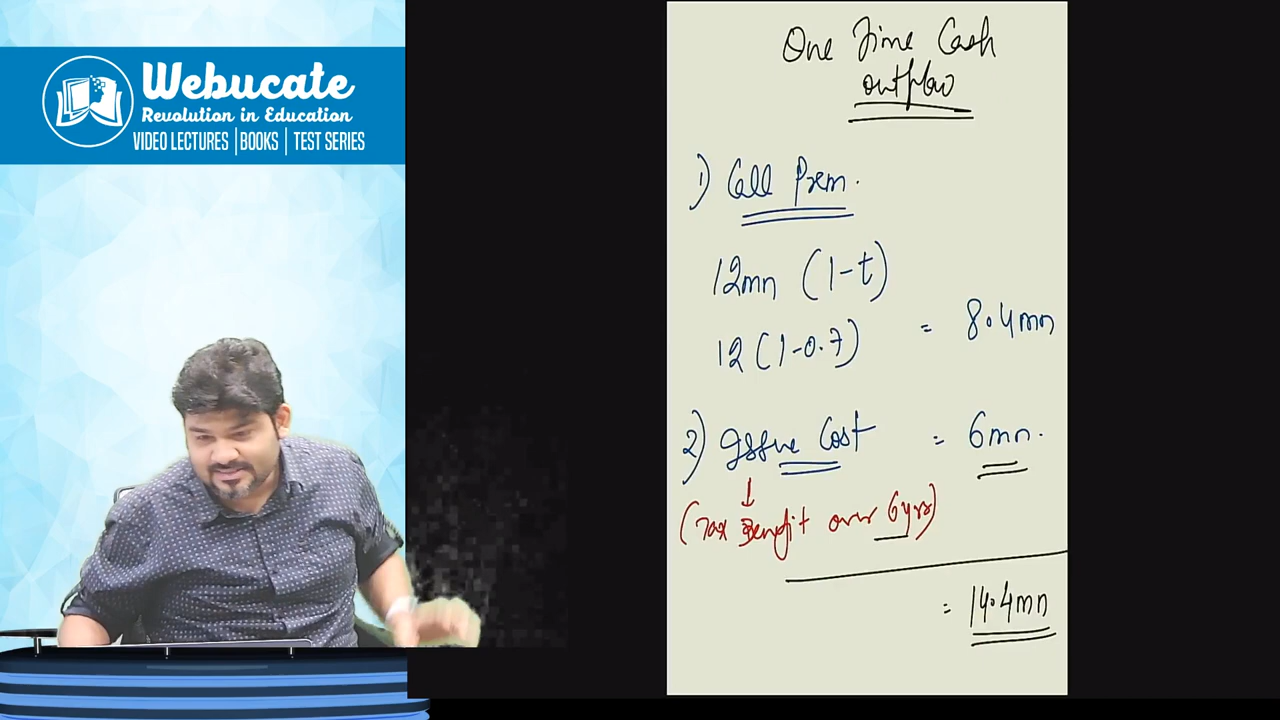 Webucate
Revolution in Education
VIDEO LECTURES | BOOKS | TEST SERIES
One Time Cash
outflow
1) Call Prem.
12mn (1-t)
12 (1-0.7) = 8.4mn
2) Issue Cost = 6mn.
(Tax Benefit over 6yrs)
= 14.4mn